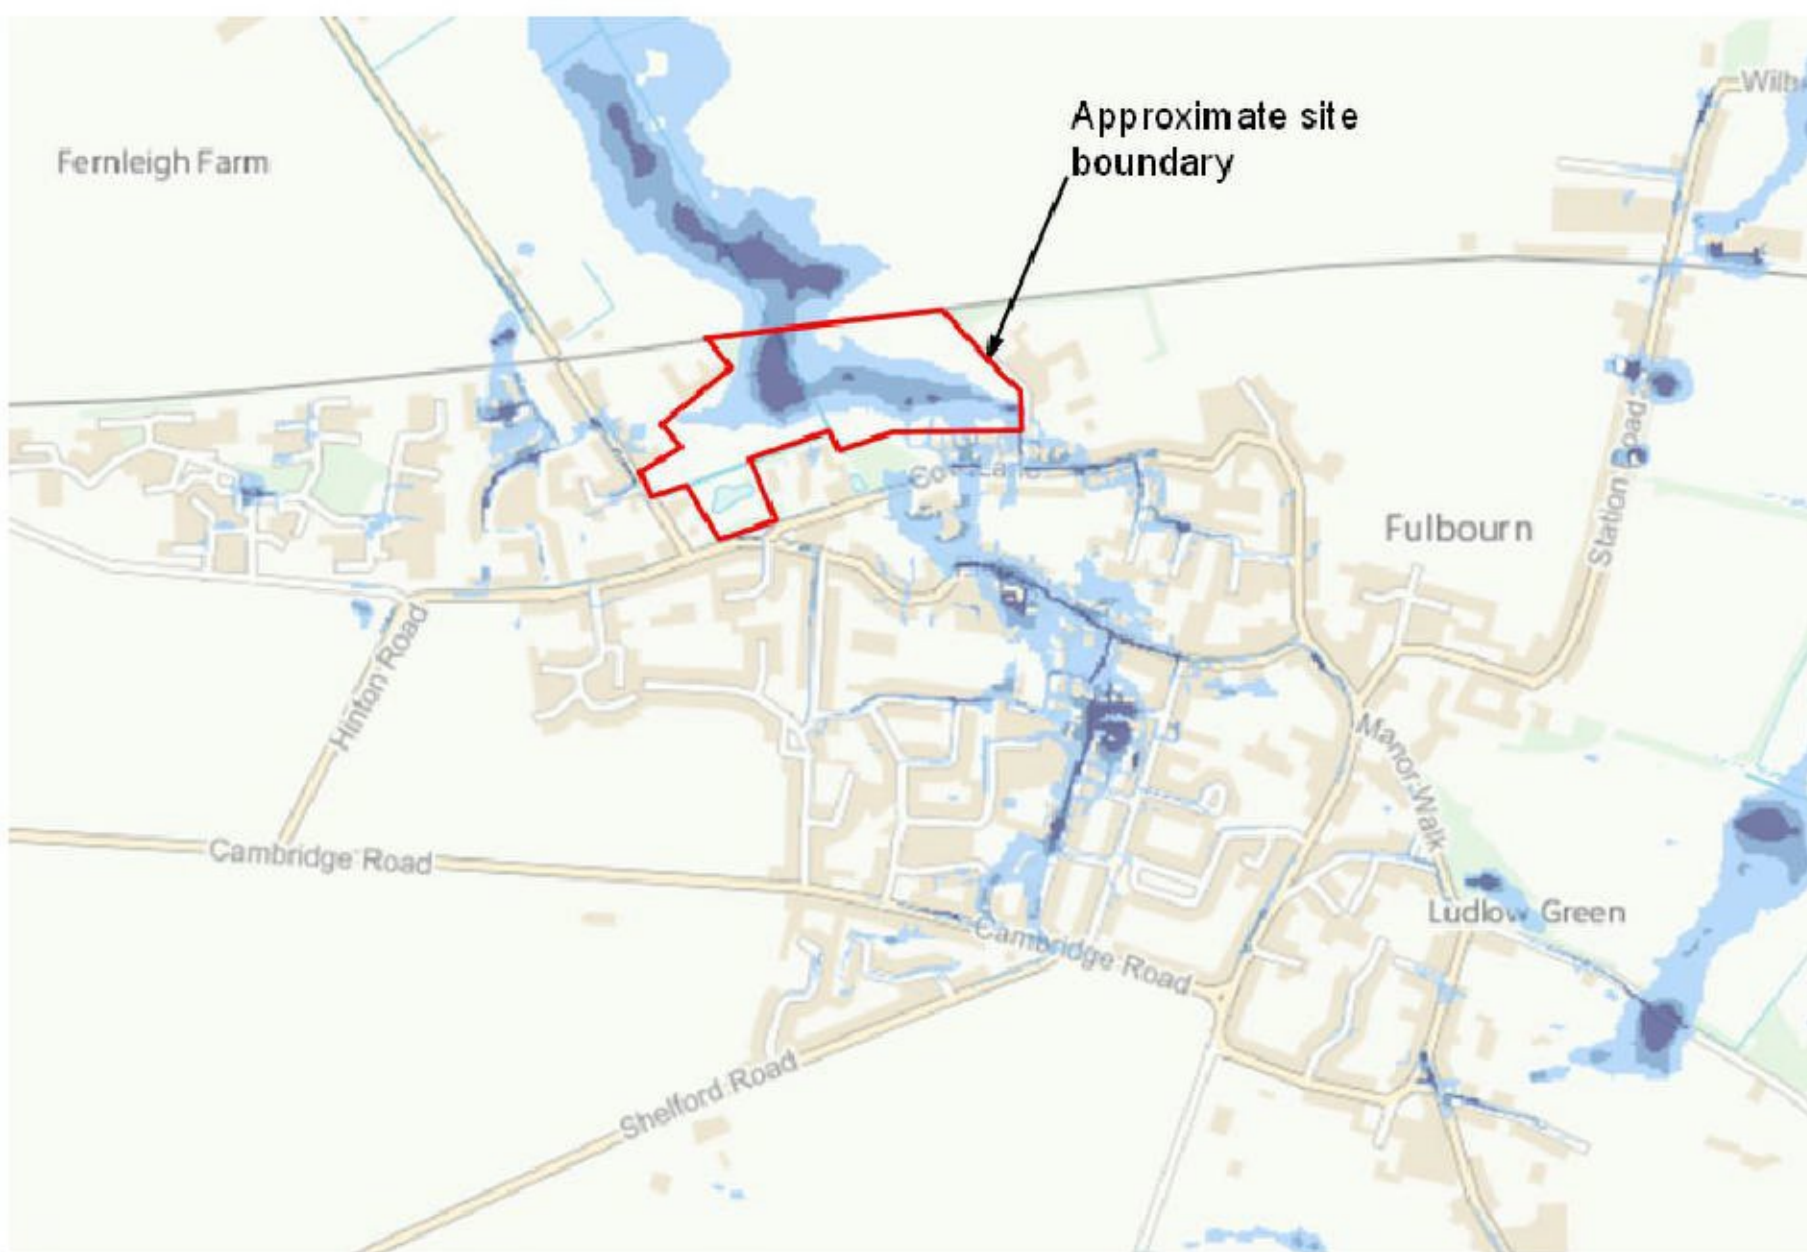 Approximate site
boundary
Fernleigh Farm
Fulbourn
Station Road
Hinton Road
Manor Walk
Cambridge Road
Ludlow Green
Cambridge Road
Shelford Road